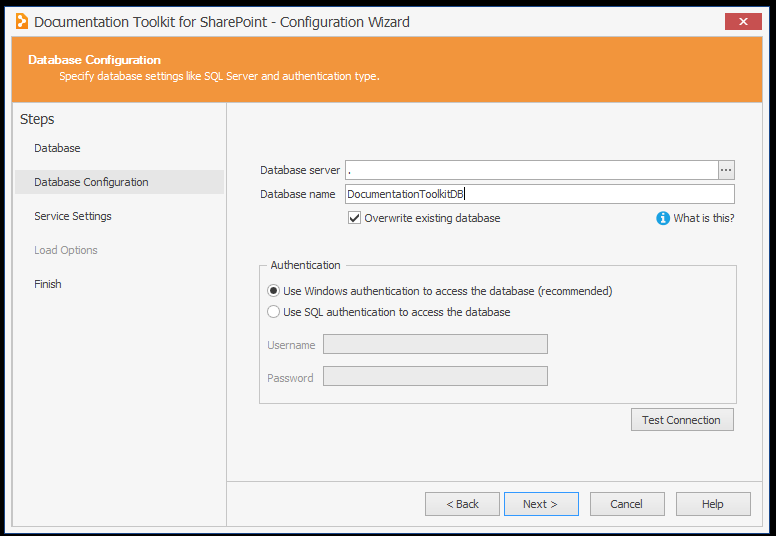 Documentation Toolkit for SharePoint - Configuration Wizard
Database Configuration
Specify database settings like SQL Server and authentication type.
Steps
Database
Database Configuration
Service Settings
Load Options
Finish
Database server .
...
Database name DocumentationToolkitDB
Overwrite existing database
What is this?
Authentication
Use Windows authentication to access the database (recommended)
Use SQL authentication to access the database
Username
Password
Test Connection
< Back
Next >
Cancel
Help